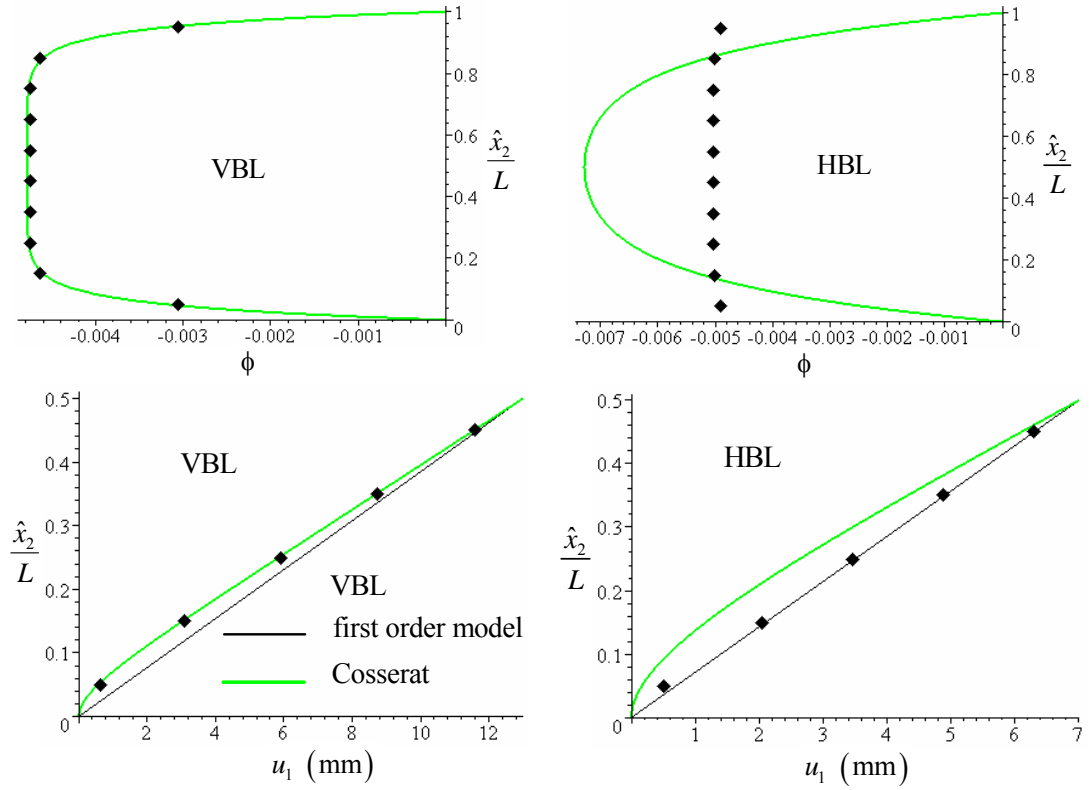 1
0.8
0.6
0.4
0.2
0
x̂₂/L
VBL
-0.004 -0.003 -0.002 -0.001
ϕ
1
0.8
0.6
0.4
0.2
0
x̂₂/L
HBL
-0.007 -0.006 -0.005 -0.004 -0.003 -0.002 -0.001
ϕ
0.5
0.4
0.3
0.2
0.1
0
x̂₂/L
VBL
VBL
first order model
Cosserat
2 4 6 8 10 12
u₁ (mm)
0.5
0.4
0.3
0.2
0.1
0
x̂₂/L
HBL
1 2 3 4 5 6 7
u₁ (mm)